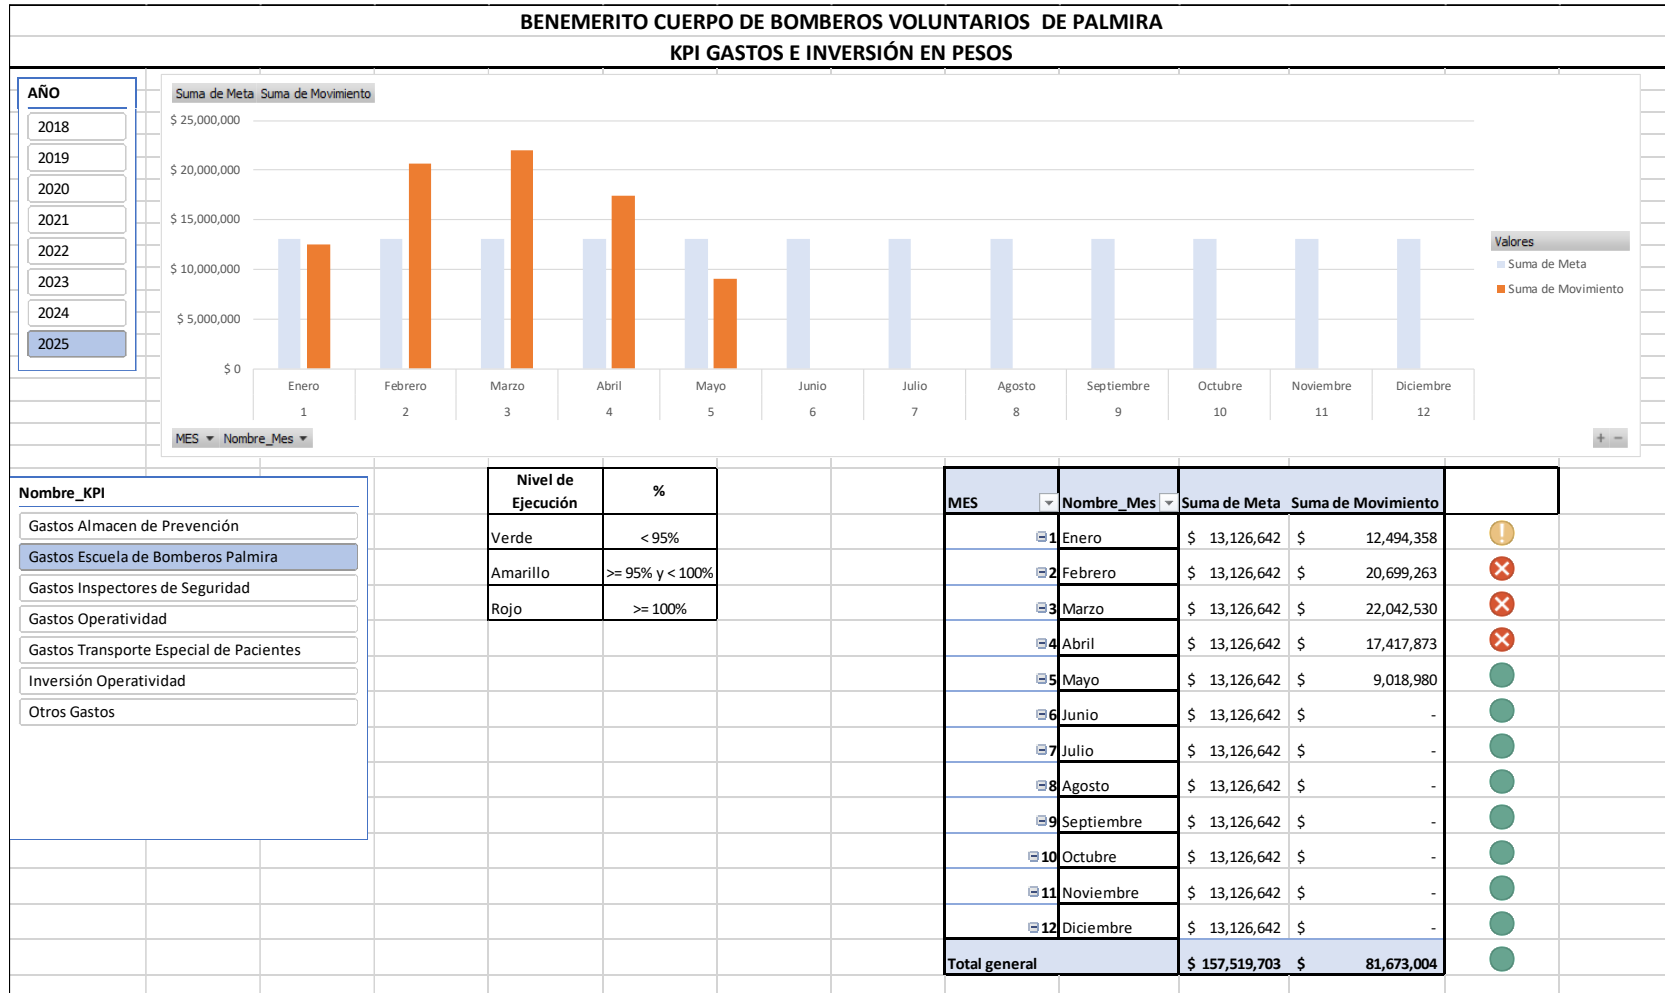 BENEMERITO CUERPO DE BOMBEROS VOLUNTARIOS  DE PALMIRA
KPI GASTOS E INVERSIÓN EN PESOS
AÑO
2018
2019
2020
2021
2022
2023
2024
2025
Suma de Meta Suma de Movimiento
$ 25,000,000
$ 20,000,000
$ 15,000,000
$ 10,000,000
$ 5,000,000
$ 0
Enero Febrero Marzo Abril Mayo Junio Julio Agosto Septiembre Octubre Noviembre Diciembre
1 2 3 4 5 6 7 8 9 10 11 12
MES Nombre_Mes
Valores
Suma de Meta
Suma de Movimiento
Nombre_KPI
Gastos Almacen de Prevención
Gastos Escuela de Bomberos Palmira
Gastos Inspectores de Seguridad
Gastos Operatividad
Gastos Transporte Especial de Pacientes
Inversión Operatividad
Otros Gastos
Nivel de
Ejecución %
Verde < 95%
Amarillo >= 95% y < 100%
Rojo >= 100%
MES Nombre_Mes Suma de Meta Suma de Movimiento
1 Enero $ 13,126,642 $ 12,494,358
2 Febrero $ 13,126,642 $ 20,699,263
3 Marzo $ 13,126,642 $ 22,042,530
4 Abril $ 13,126,642 $ 17,417,873
5 Mayo $ 13,126,642 $ 9,018,980
6 Junio $ 13,126,642 $ -
7 Julio $ 13,126,642 $ -
8 Agosto $ 13,126,642 $ -
9 Septiembre $ 13,126,642 $ -
10 Octubre $ 13,126,642 $ -
11 Noviembre $ 13,126,642 $ -
12 Diciembre $ 13,126,642 $ -
Total general $ 157,519,703 $ 81,673,004